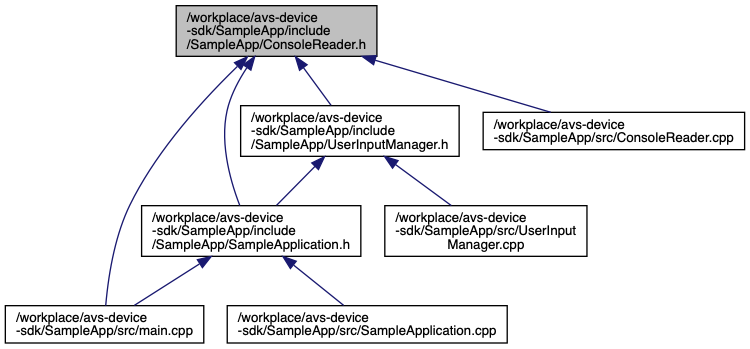 /workplace/avs-device
-sdk/SampleApp/include
/SampleApp/ConsoleReader.h
/workplace/avs-device
-sdk/SampleApp/include
/SampleApp/UserInputManager.h
/workplace/avs-device
-sdk/SampleApp/src/ConsoleReader.cpp
/workplace/avs-device
-sdk/SampleApp/include
/SampleApp/SampleApplication.h
/workplace/avs-device
-sdk/SampleApp/src/UserInput
Manager.cpp
/workplace/avs-device
-sdk/SampleApp/src/main.cpp
/workplace/avs-device
-sdk/SampleApp/src/SampleApplication.cpp